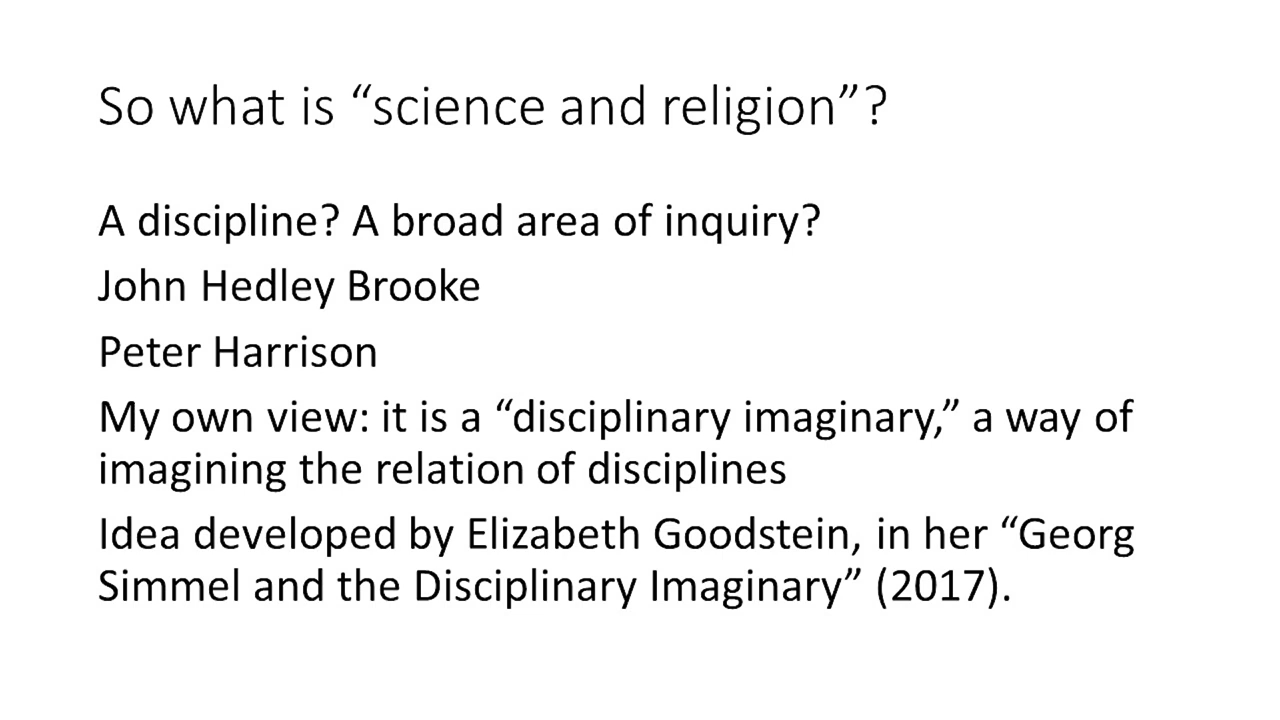 So what is “science and religion”?
A discipline? A broad area of inquiry?
John Hedley Brooke
Peter Harrison
My own view: it is a “disciplinary imaginary,” a way of
imagining the relation of disciplines
Idea developed by Elizabeth Goodstein, in her “Georg
Simmel and the Disciplinary Imaginary” (2017).